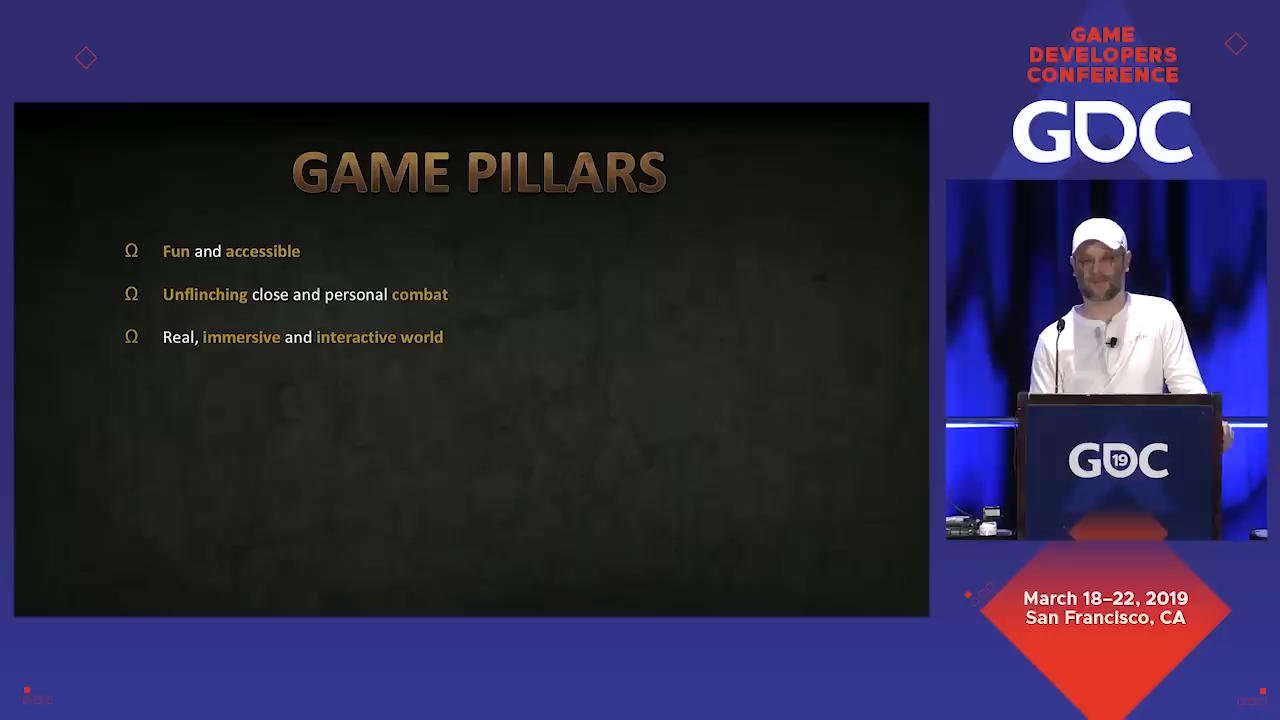 GAME
DEVELOPERS
CONFERENCE
GDC
GAME PILLARS
Ω Fun and accessible
Ω Unflinching close and personal combat
Ω Real, immersive and interactive world
GDC
19
March 18–22, 2019
San Francisco, CA